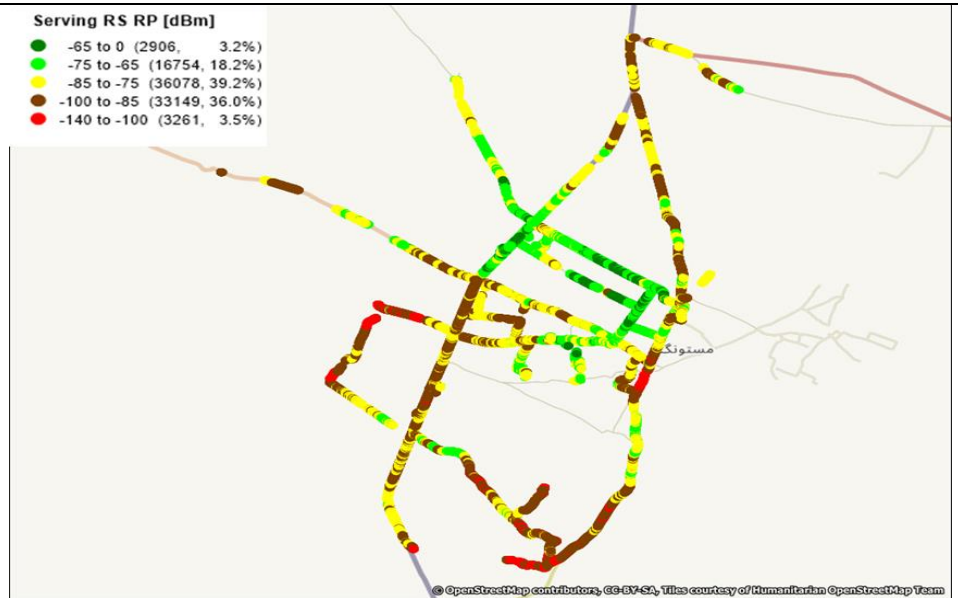 Serving RS RP [dBm]
-65 to 0 (2906, 3.2%)
-75 to -65 (16754, 18.2%)
-85 to -75 (36078, 39.2%)
-100 to -85 (33149, 36.0%)
-140 to -100 (3261, 3.5%)
مستونگ
© OpenStreetMap contributors, CC-BY-SA, Tiles courtesy of Humanitarian OpenStreetMap Team